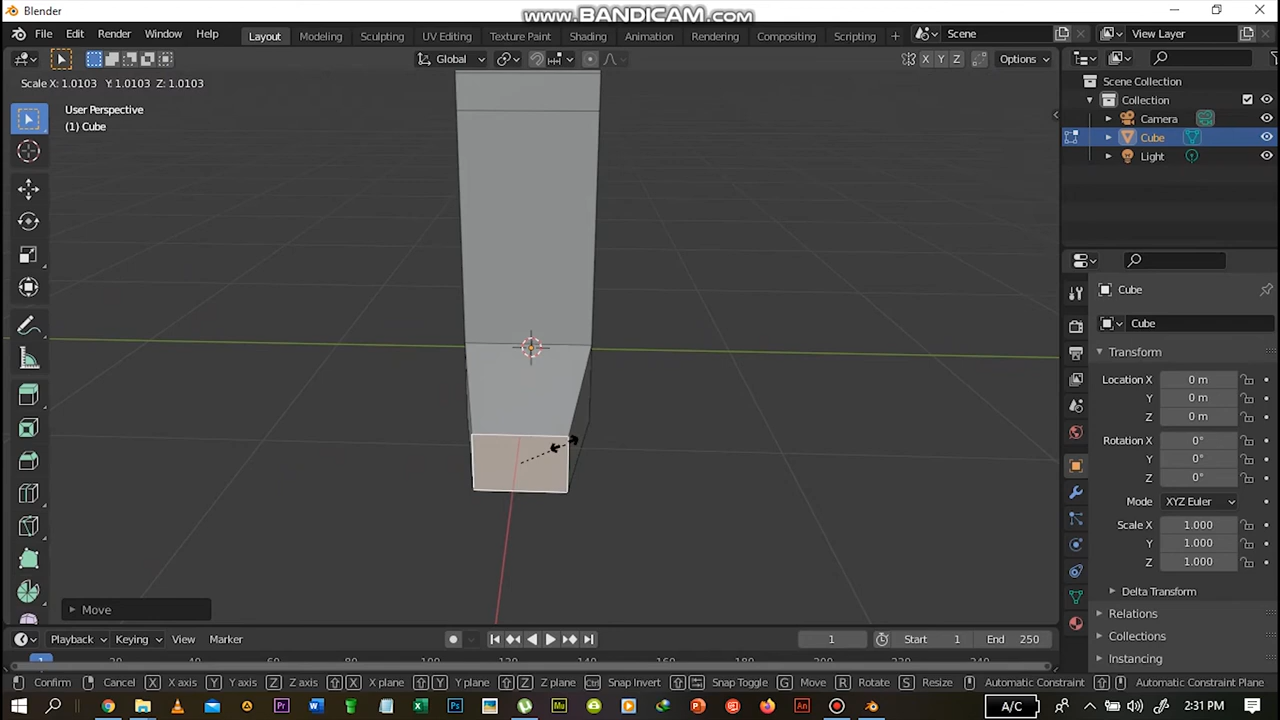 www.BANDICAM.com
Blender
File Edit Render Window Help
Layout Modeling Sculpting UV Editing Texture Paint Shading Animation Rendering Compositing Scripting +
Scene
View Layer
Global
X Y Z
Options
Scale X: 1.0103 Y: 1.0103 Z: 1.0103
User Perspective
(1) Cube
Scene Collection
Collection
Camera
Cube
Light
Cube
Cube
Transform
Location X 0 m
Y 0 m
Z 0 m
Rotation X 0°
Y 0°
Z 0°
Mode XYZ Euler
Scale X 1.000
Y 1.000
Z 1.000
Delta Transform
Relations
Collections
Instancing
Move
Playback Keying View Marker
1 Start 1 End 250
1
Confirm Cancel X X axis Y Y axis Z Z axis X X plane Y Y plane Z Z plane Ctrl Snap Invert Snap Toggle G Move R Rotate S Resize Automatic Constraint Automatic Constraint Plane
A/C
2:31 PM